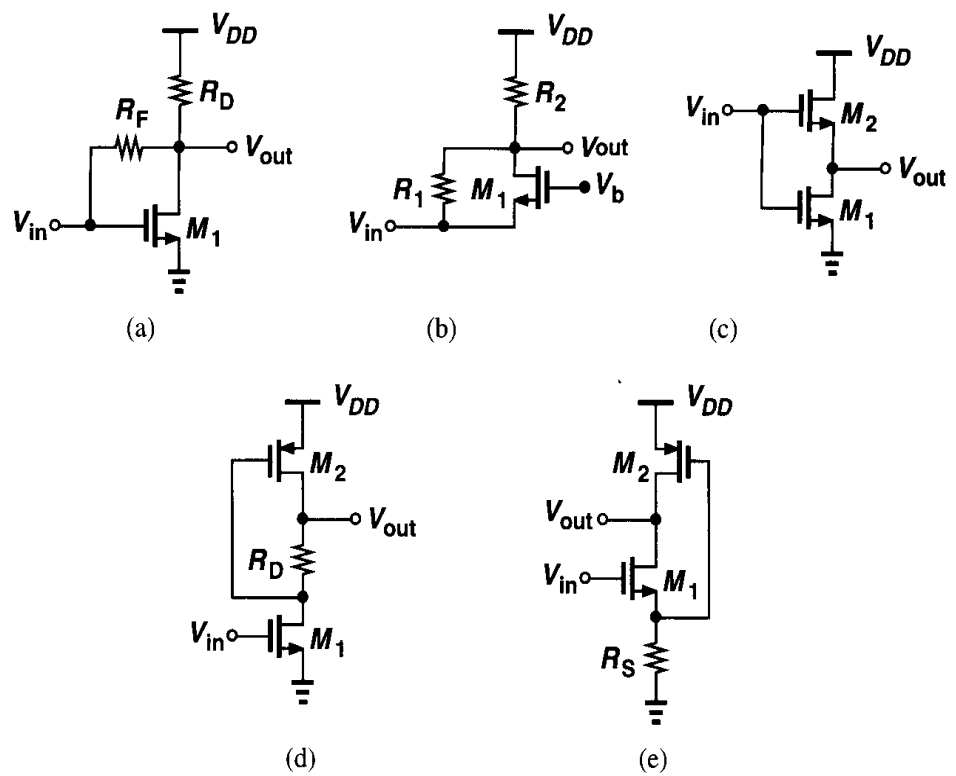 V_DD
R_D
R_F
V_out
V_in
M_1
(a)
V_DD
R_2
Vout
R_1
M_1
V_b
V_in
(b)
V_DD
V_in
M_2
V_out
M_1
(c)
V_DD
M_2
V_out
R_D
V_in
M_1
(d)
V_DD
M_2
V_out
V_in
M_1
R_S
(e)